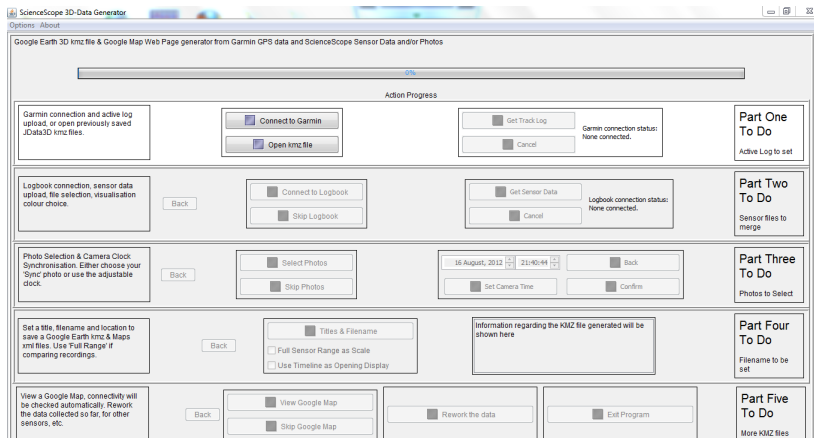 ScienceScope 3D-Data Generator
Options About
Google Earth 3D kmz file & Google Map Web Page generator from Garmin GPS data and ScienceScope Sensor Data and/or Photos
0%
Action Progress
Garmin connection and active log
upload, or open previously saved
JData3D kmz files.
Connect to Garmin
Open kmz file
Get Track Log
Cancel
Garmin connection status:
None connected.
Part One
To Do
Active Log to set
Logbook connection, sensor data
upload, file selection, visualisation
colour choice.
Back
Connect to Logbook
Skip Logbook
Get Sensor Data
Cancel
Logbook connection status:
None connected.
Part Two
To Do
Sensor files to
merge
Photo Selection & Camera Clock
Synchronisation. Either choose your
'Sync' photo or use the adjustable
clock.
Back
Select Photos
Skip Photos
16 August, 2012 21:40:44
Back
Set Camera Time
Confirm
Part Three
To Do
Photos to Select
Set a title, filename and location to
save a Google Earth kmz & Maps
xml files. Use 'Full Range' if
comparing recordings.
Back
Titles & Filename
Full Sensor Range as Scale
Use Timeline as Opening Display
Information regarding the KMZ file generated will be
shown here
Part Four
To Do
Filename to be
set
View a Google Map, connectivity will
be checked automatically. Rework
the data collected so far, for other
sensors, etc.
Back
View Google Map
Skip Google Map
Rework the data
Exit Program
Part Five
To Do
More KMZ files